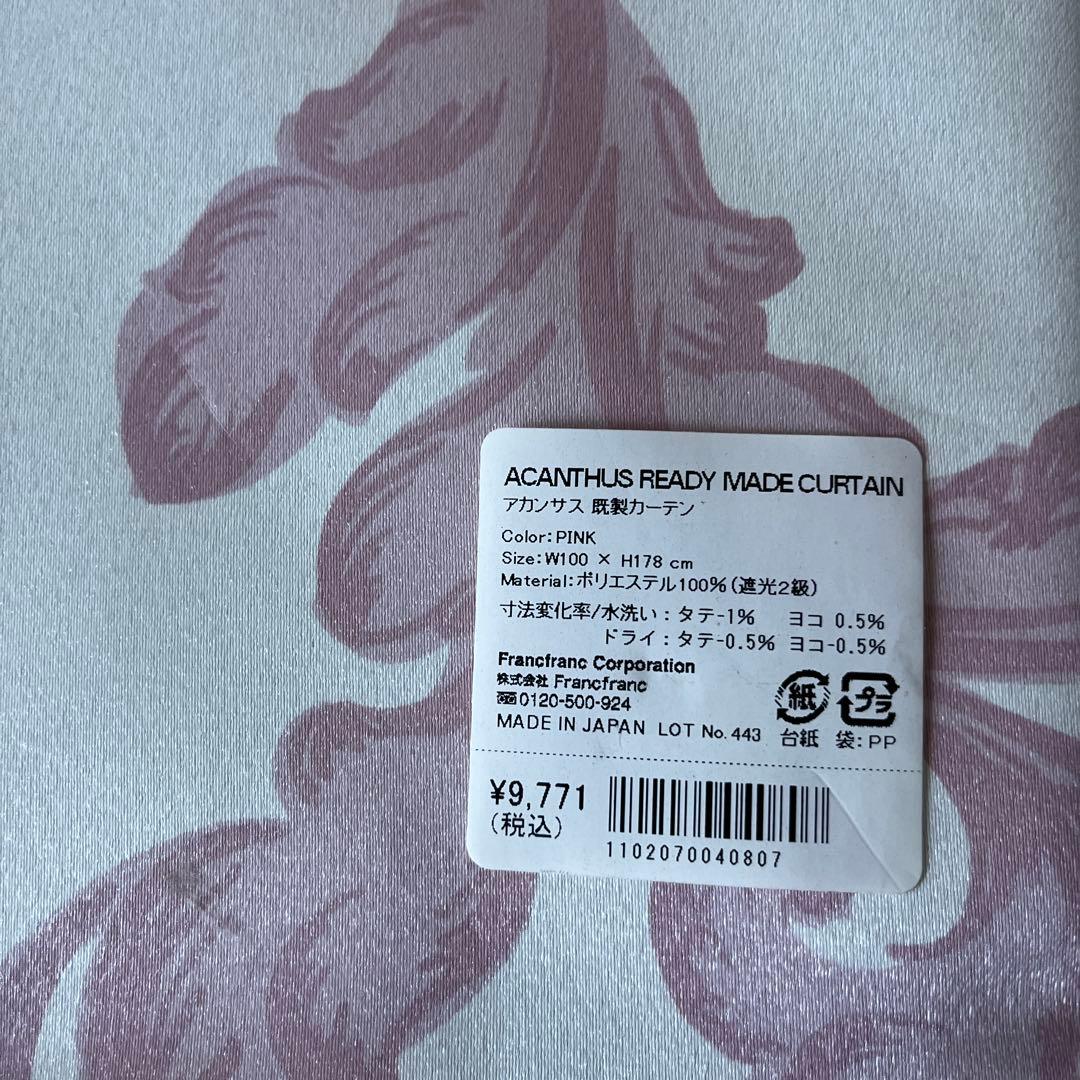 ACANTHUS READY MADE CURTAIN
アカンサス 既製カーテン
Color:PINK
Size:W100 × H178 cm
Material:ポリエステル100%(遮光2級)
寸法変化率/水洗い:タテ-1% ヨコ 0.5%
ドライ:タテ-0.5% ヨコ-0.5%
Francfranc Corporation
株式会社 Francfranc
0120-500-924
MADE IN JAPAN LOT No. 443
紙 プラ
台紙 袋:PP
¥9,771
(税込)
1102070040807